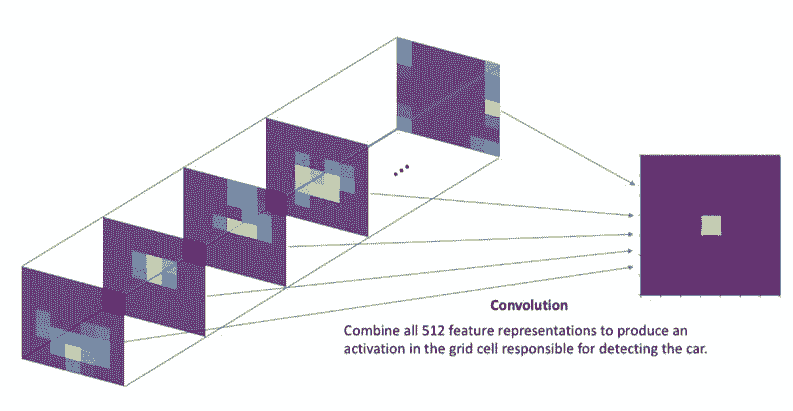 Convolution
Combine all 512 feature representations to produce an
activation in the grid cell responsible for detecting the car.